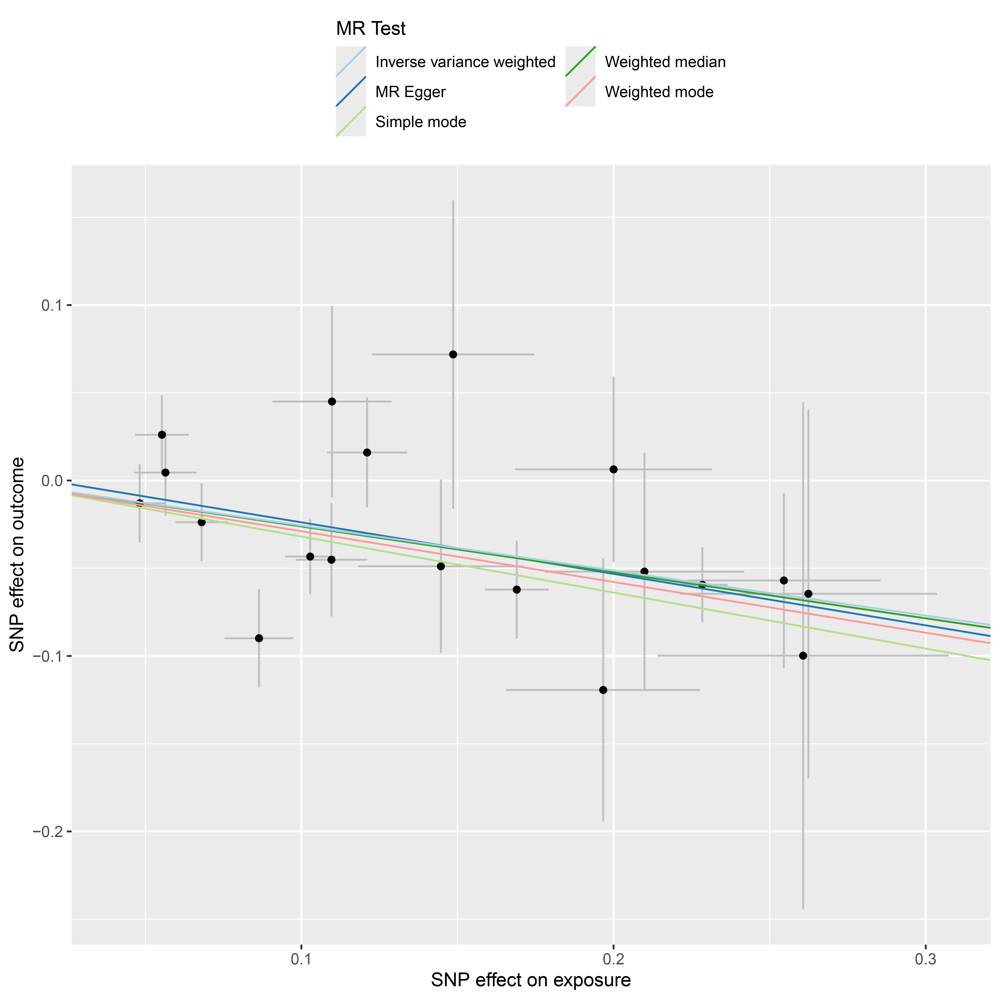 MR Test
Inverse variance weighted
Weighted median
MR Egger
Weighted mode
Simple mode
SNP effect on outcome
0.1
0.0
−0.1
−0.2
0.1
0.2
0.3
SNP effect on exposure